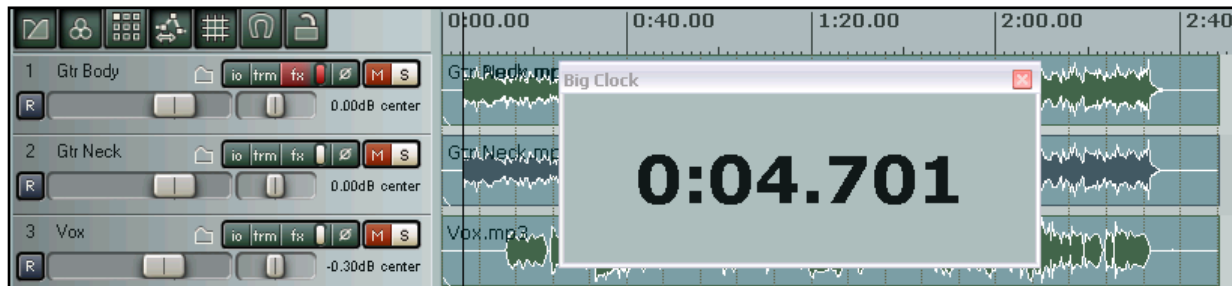 0:00.00 0:40.00 1:20.00 2:00.00 2:40
1 Gtr Body io trm fx Ø M S
R 0.00dB center
2 Gtr Neck io trm fx Ø M S
R 0.00dB center
3 Vox io trm fx Ø M S
R -0.30dB center
Gtr Neck.mp
Vox.mp3
Big Clock
0:04.701